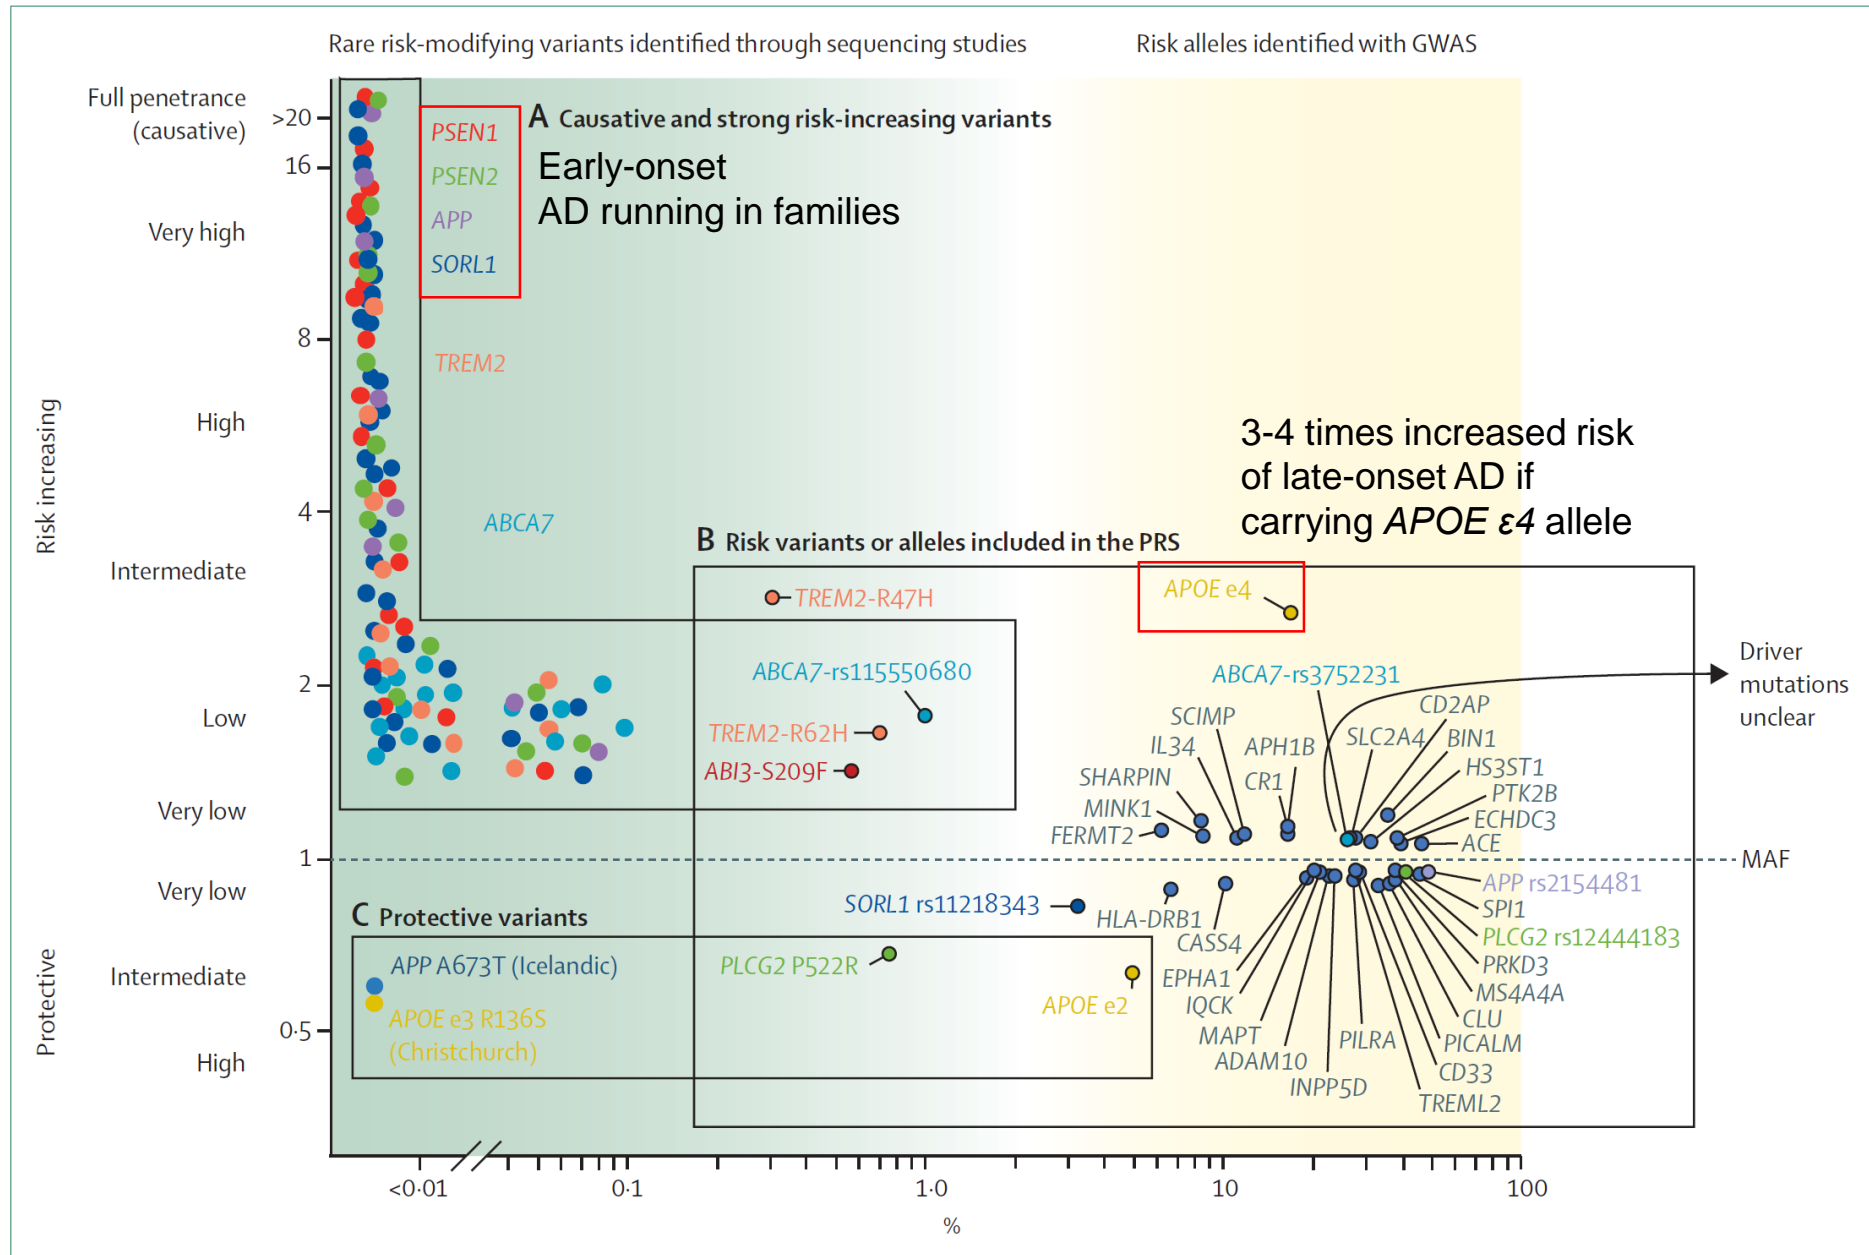 Rare risk-modifying variants identified through sequencing studies
Risk alleles identified with GWAS
Full penetrance
(causative)
>20
16
Very high
8
High
4
Intermediate
2
Low
Very low
1
Very low
Intermediate
0·5
High
Risk increasing
Protective
A Causative and strong risk-increasing variants
PSEN1
PSEN2
APP
SORL1
Early-onset
AD running in families
TREM2
ABCA7
3-4 times increased risk
of late-onset AD if
carrying APOE ε4 allele
B Risk variants or alleles included in the PRS
TREM2-R47H
APOE e4
ABCA7-rs115550680
TREM2-R62H
ABI3-S209F
ABCA7-rs3752231
Driver
mutations
unclear
CD2AP
SCIMP
SLC2A4
BIN1
IL34
APH1B
HS3ST1
SHARPIN
CR1
PTK2B
MINK1
ECHDC3
FERMT2
ACE
MAF
SORL1 rs11218343
HLA-DRB1
CASS4
APP rs2154481
SPI1
PLCG2 rs12444183
EPHA1
PRKD3
IQCK
MS4A4A
MAPT
CLU
ADAM10
PILRA
PICALM
INPP5D
CD33
TREML2
C Protective variants
APP A673T (Icelandic)
APOE e3 R136S
(Christchurch)
PLCG2 P522R
APOE e2
<0·01
0·1
1·0
10
100
%